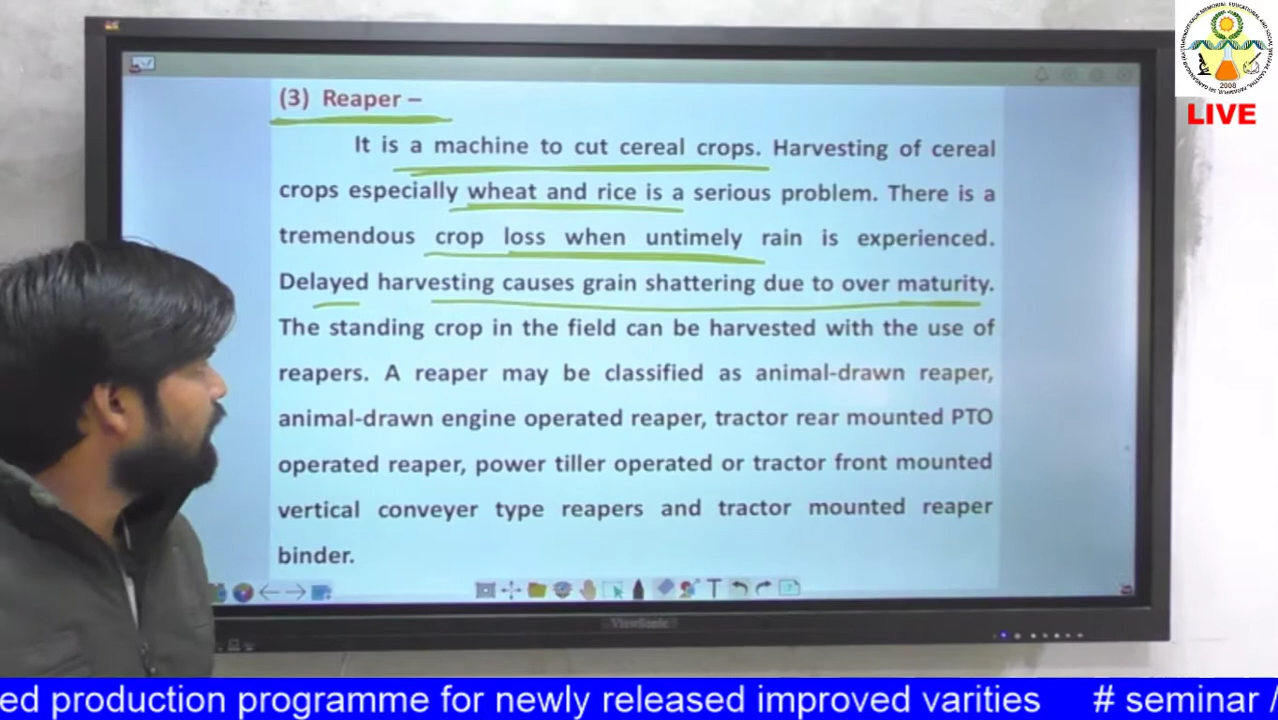 (3) Reaper –
It is a machine to cut cereal crops. Harvesting of cereal
crops especially wheat and rice is a serious problem. There is a
tremendous crop loss when untimely rain is experienced.
Delayed harvesting causes grain shattering due to over maturity.
The standing crop in the field can be harvested with the use of
reapers. A reaper may be classified as animal-drawn reaper,
animal-drawn engine operated reaper, tractor rear mounted PTO
operated reaper, power tiller operated or tractor front mounted
vertical conveyer type reapers and tractor mounted reaper
binder.
ViewSonic
2008
LIVE
ed production programme for newly released improved varities # seminar /